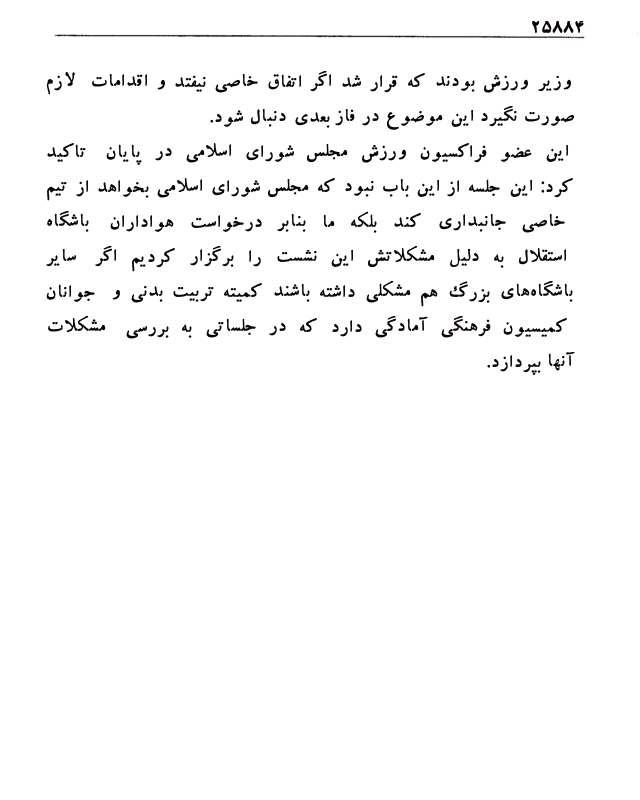 ۲۵۸۸۴
وزیر ورزش بودند که قرار شد اگر اتفاق خاصی نیفتد و اقدامات لازم
صورت نگیرد این موضوع در فاز بعدی دنبال شود.
این عضو فراکسیون ورزش مجلس شورای اسلامی در پایان تاکید
کرد: این جلسه از این باب نبود که مجلس شورای اسلامی بخواهد از تیم
خاصی جانبداری کند بلکه ما بنابر درخواست هواداران باشگاه
استقلال به دلیل مشکلاتش این نشست را برگزار کردیم اگر سایر
باشگاه‌های بزرگ هم مشکلی داشته باشند کمیته تربیت بدنی و جوانان
کمیسیون فرهنگی آمادگی دارد که در جلساتی به بررسی مشکلات
آنها بپردازد.